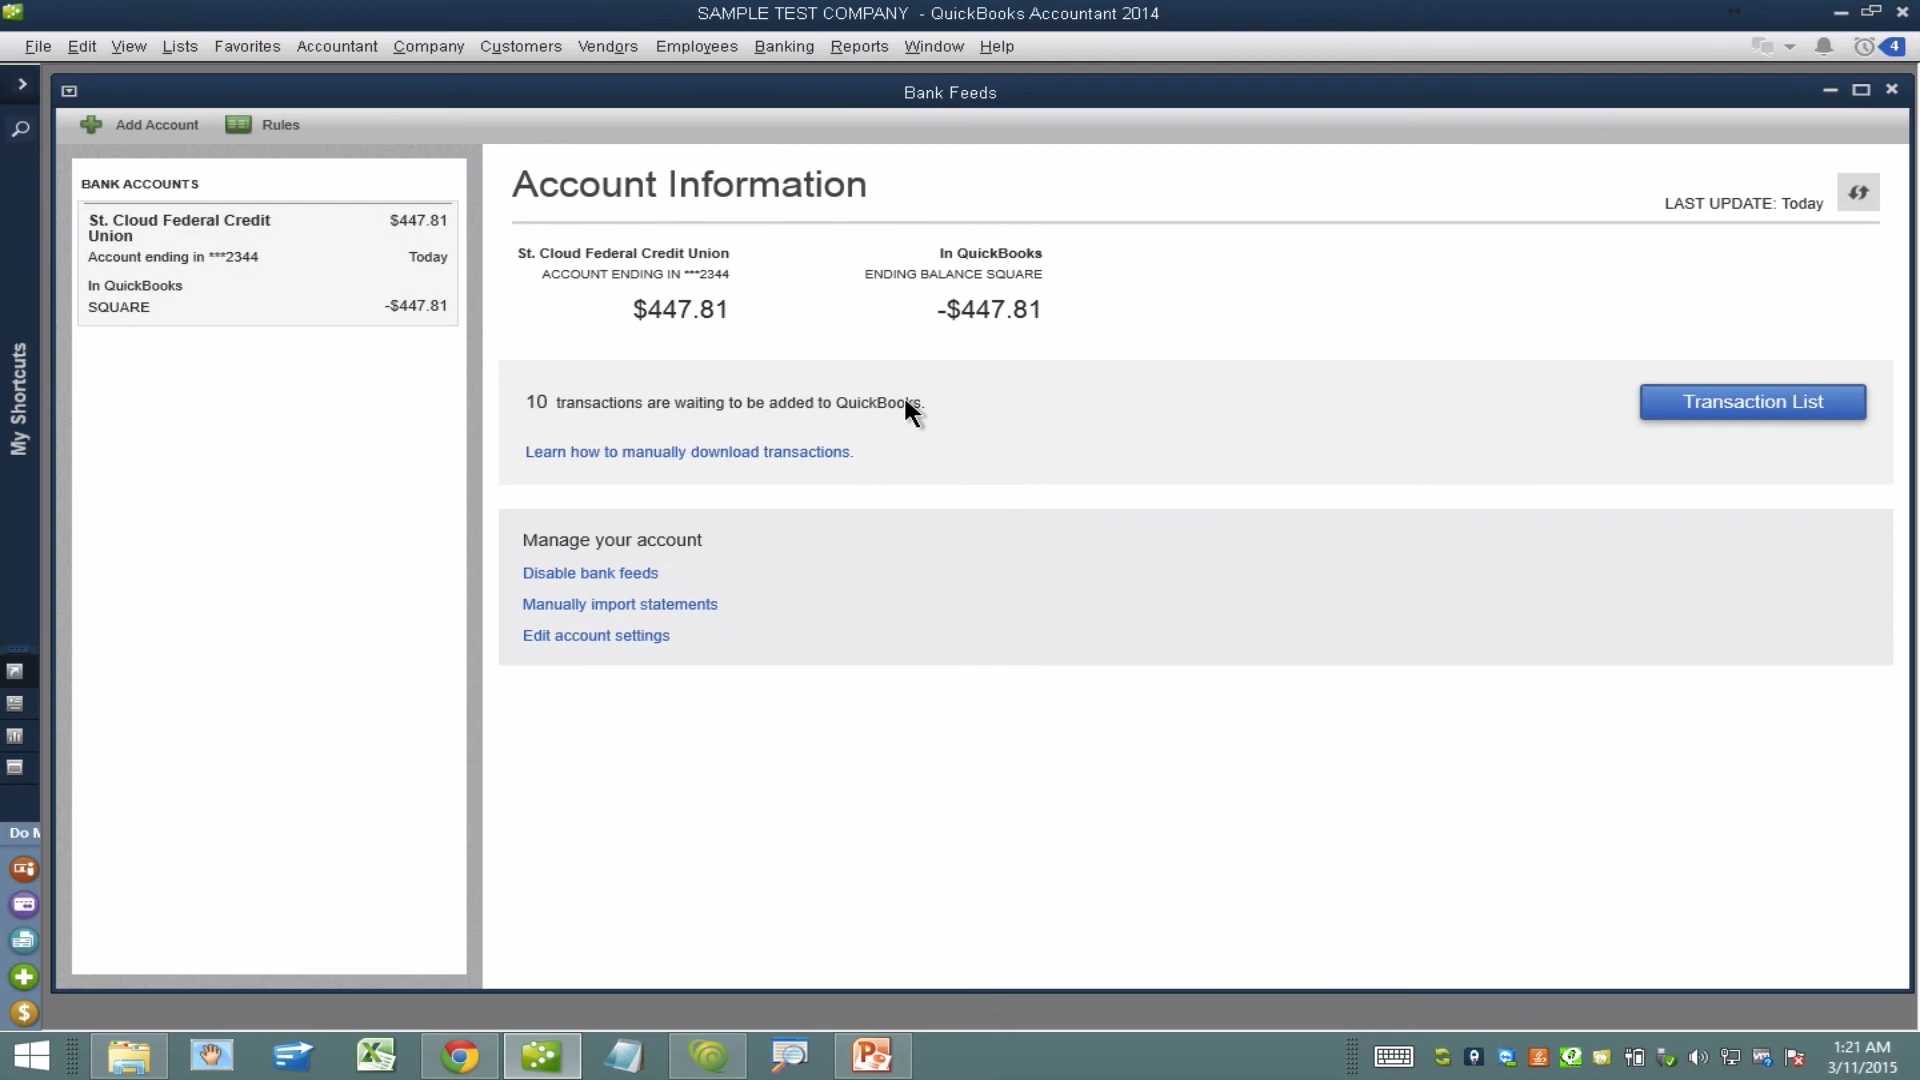 SAMPLE TEST COMPANY - QuickBooks Accountant 2014
File Edit View Lists Favorites Accountant Company Customers Vendors Employees Banking Reports Window Help
4
Bank Feeds
Add Account Rules
BANK ACCOUNTS
St. Cloud Federal Credit Union $447.81
Account ending in ***2344 Today
In QuickBooks
SQUARE -$447.81
Account Information
LAST UPDATE: Today
St. Cloud Federal Credit Union
ACCOUNT ENDING IN ***2344
$447.81
In QuickBooks
ENDING BALANCE SQUARE
-$447.81
10 transactions are waiting to be added to QuickBooks.
Transaction List
Learn how to manually download transactions.
Manage your account
Disable bank feeds
Manually import statements
Edit account settings
My Shortcuts
Do M
1:21 AM
3/11/2015